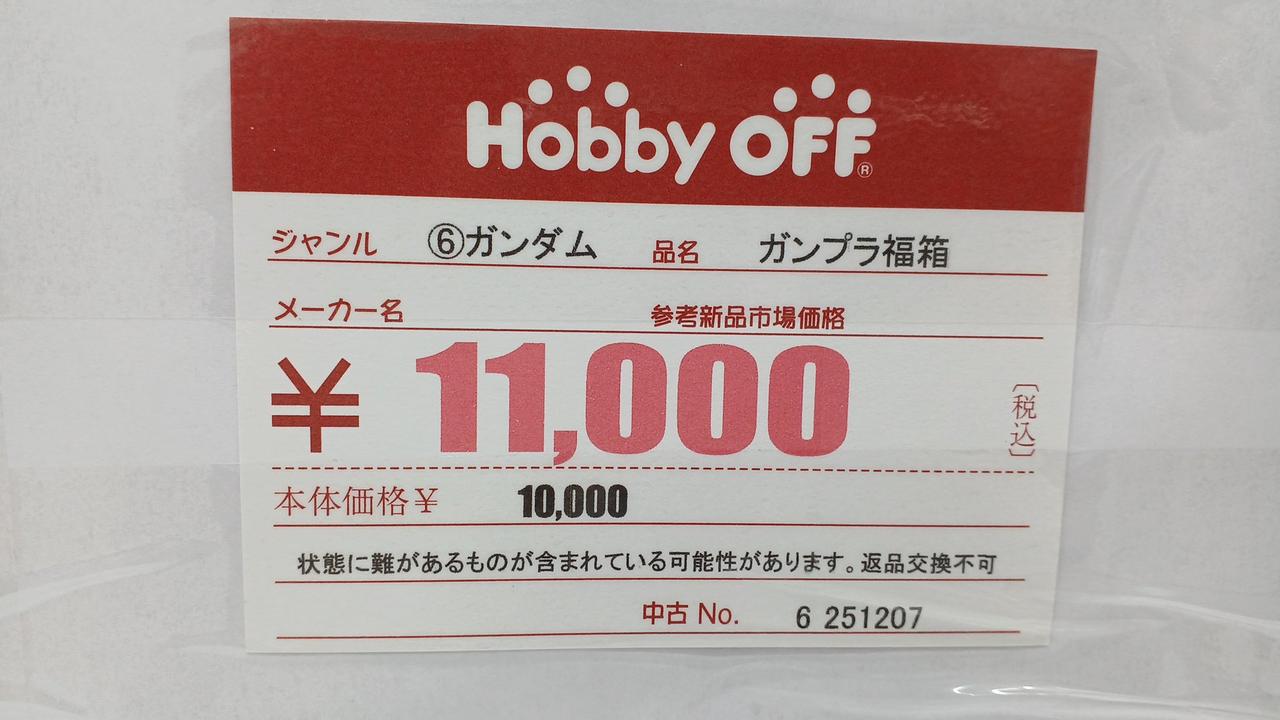 Hobby OFF®
ジャンル ⑥ガンダム 品名 ガンプラ福箱
メーカー名 参考新品市場価格
¥ 11,000 〔税込〕
本体価格¥ 10,000
状態に難があるものが含まれている可能性があります。返品交換不可
中古 No. 6 251207